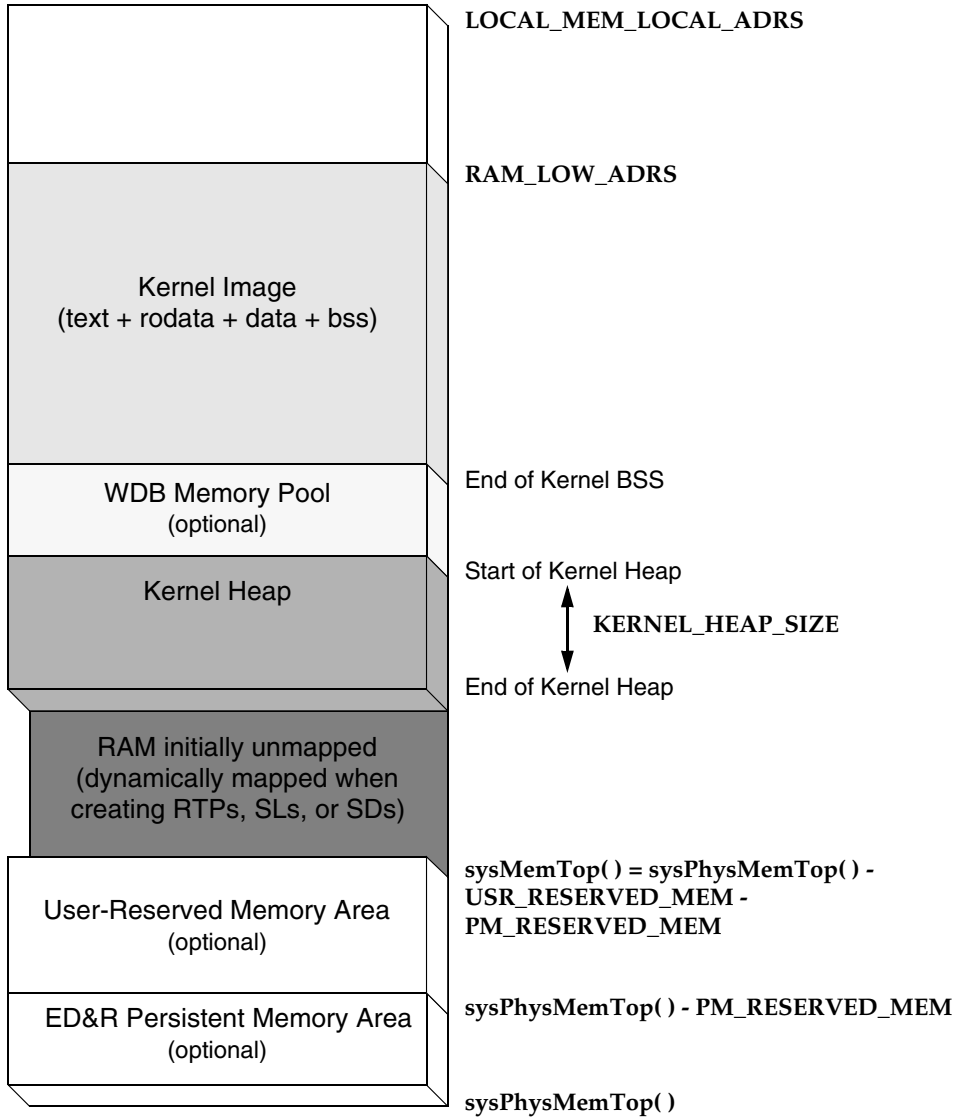 LOCAL_MEM_LOCAL_ADRS
RAM_LOW_ADRS
Kernel Image
(text + rodata + data + bss)
End of Kernel BSS
WDB Memory Pool
(optional)
Start of Kernel Heap
Kernel Heap
KERNEL_HEAP_SIZE
End of Kernel Heap
RAM initially unmapped
(dynamically mapped when
creating RTPs, SLs, or SDs)
sysMemTop( ) = sysPhysMemTop( ) -
USR_RESERVED_MEM -
PM_RESERVED_MEM
User-Reserved Memory Area
(optional)
sysPhysMemTop( ) - PM_RESERVED_MEM
ED&R Persistent Memory Area
(optional)
sysPhysMemTop( )